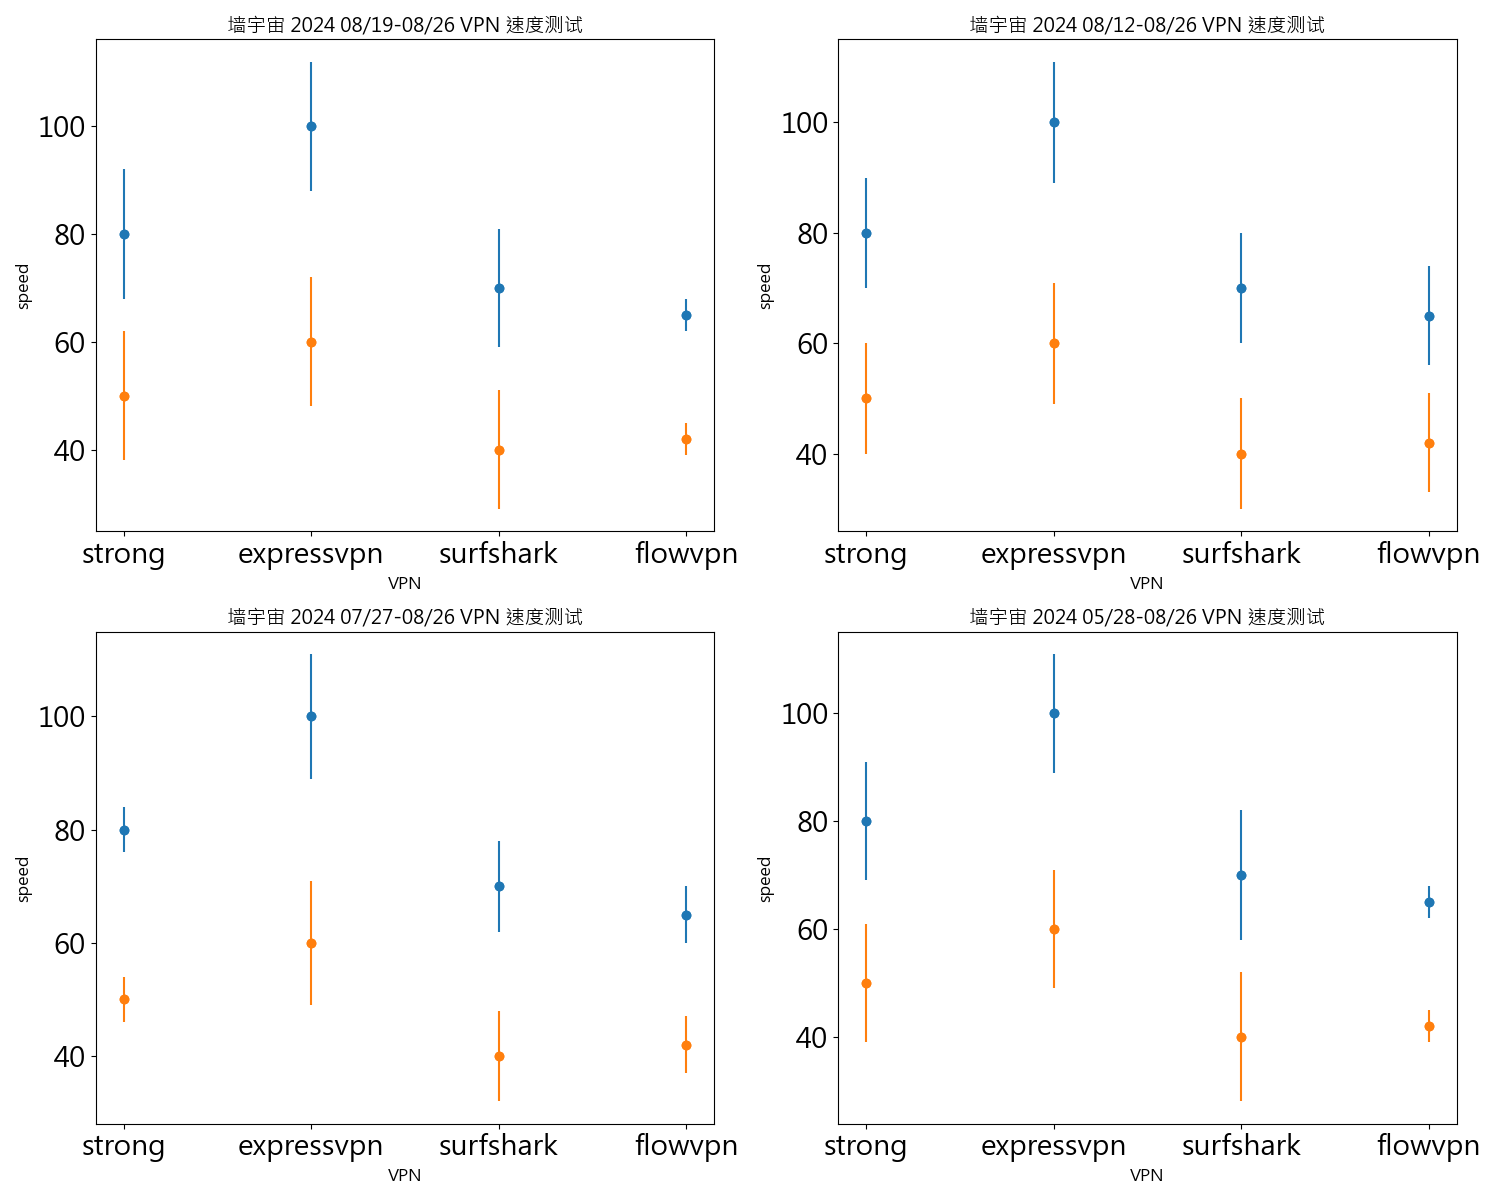 墙宇宙 2024 08/19-08/26 VPN 速度测试
100
80
60
40
speed
strong expressvpn surfshark flowvpn
VPN
墙宇宙 2024 08/12-08/26 VPN 速度测试
100
80
60
40
speed
strong expressvpn surfshark flowvpn
VPN
墙宇宙 2024 07/27-08/26 VPN 速度测试
100
80
60
40
speed
strong expressvpn surfshark flowvpn
VPN
墙宇宙 2024 05/28-08/26 VPN 速度测试
100
80
60
40
speed
strong expressvpn surfshark flowvpn
VPN